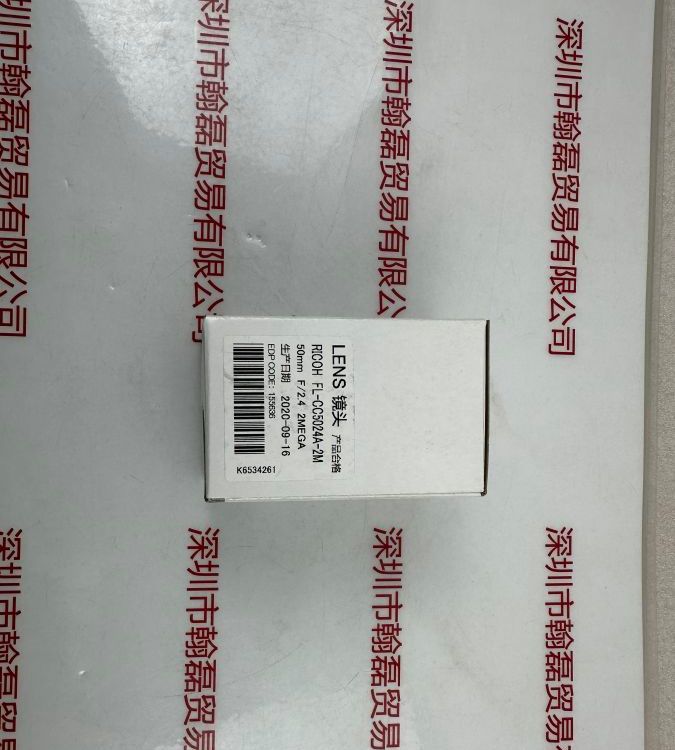 深圳市翰磊贸易有限公司
深圳市翰磊贸易有限公司
深圳市翰磊贸易有限公司
深圳市翰磊贸易有限公司
LENS 镜头 产品合格
RICOH FL-CC5024A-2M
50mm F/2.4 2MEGA
生产日期 2020-09-16
EDP CODE: 155636
K6534261
深圳市翰磊贸易有限
深圳市翰磊贸易有限
深圳市翰磊贸易有
深圳市翰磊贸易有